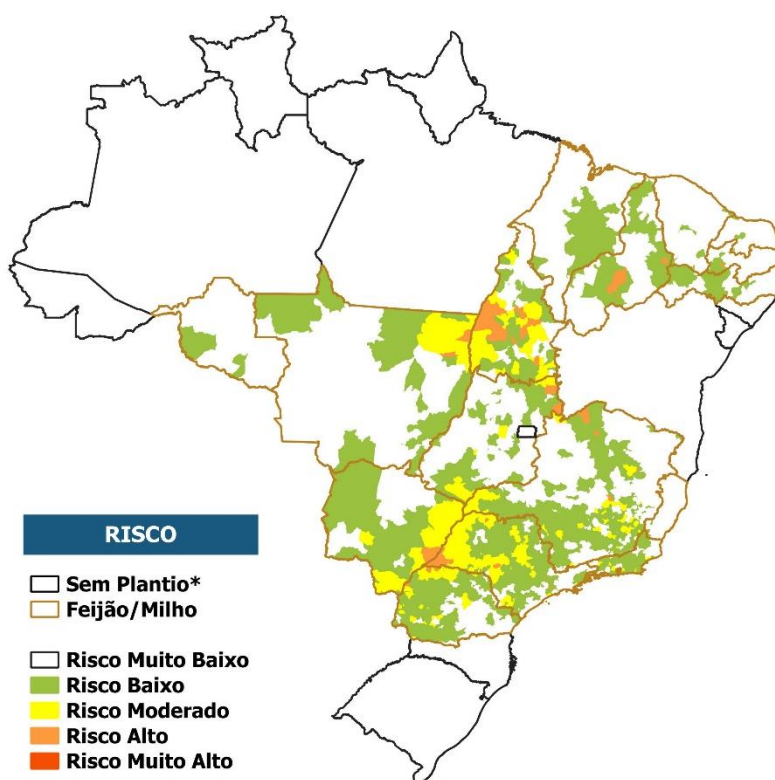 RISCO
Sem Plantio*
Feijão/Milho
Risco Muito Baixo
Risco Baixo
Risco Moderado
Risco Alto
Risco Muito Alto